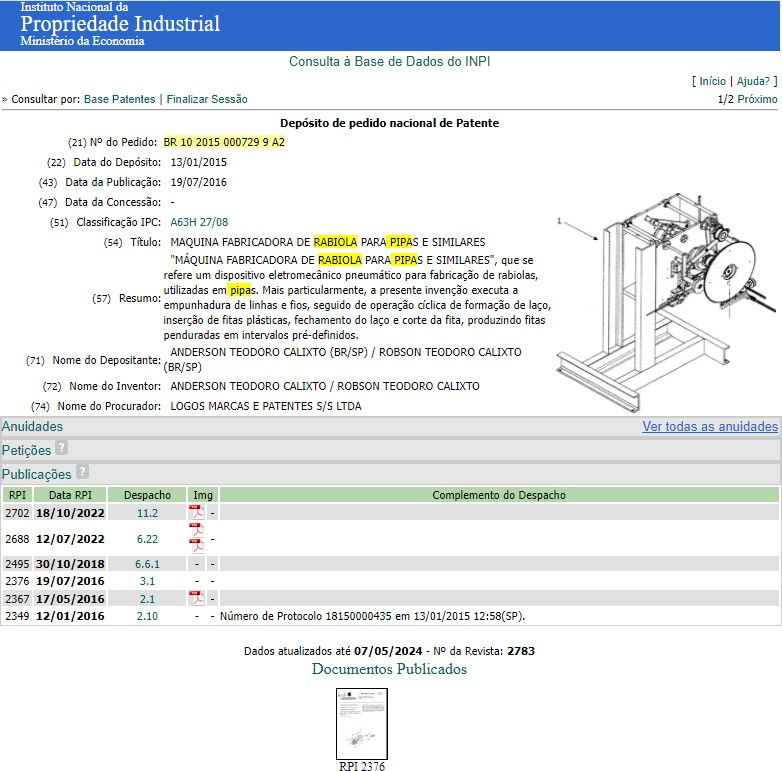 Instituto Nacional da
Propriedade Industrial
Ministério da Economia
Consulta à Base de Dados do INPI
[ Início | Ajuda? ]
» Consultar por: Base Patentes | Finalizar Sessão 1/2 Próximo
Depósito de pedido nacional de Patente
(21) Nº do Pedido: BR 10 2015 000729 9 A2
(22) Data do Depósito: 13/01/2015
(43) Data da Publicação: 19/07/2016
(47) Data da Concessão: -
(51) Classificação IPC: A63H 27/08
(54) Título: MAQUINA FABRICADORA DE RABIOLA PARA PIPAS E SIMILARES
(57) Resumo: "MÁQUINA FABRICADORA DE RABIOLA PARA PIPAS E SIMILARES", que se
refere um dispositivo eletromecânico pneumático para fabricação de rabiolas,
utilizadas em pipas. Mais particularmente, a presente invenção executa a
empunhadura de linhas e fios, seguido de operação cíclica de formação de laço,
inserção de fitas plásticas, fechamento do laço e corte da fita, produzindo fitas
penduradas em intervalos pré-definidos.
1
(71) Nome do Depositante: ANDERSON TEODORO CALIXTO (BR/SP) / ROBSON TEODORO CALIXTO
(BR/SP)
(72) Nome do Inventor: ANDERSON TEODORO CALIXTO / ROBSON TEODORO CALIXTO
(74) Nome do Procurador: LOGOS MARCAS E PATENTES S/S LTDA
Anuidades Ver todas as anuidades
Petições ?
Publicações ?
RPI Data RPI Despacho Img Complemento do Despacho
2702 18/10/2022 11.2 -
2688 12/07/2022 6.22 -
2495 30/10/2018 6.6.1 - -
2376 19/07/2016 3.1 - -
2367 17/05/2016 2.1 -
2349 12/01/2016 2.10 - - Número de Protocolo 18150000435 em 13/01/2015 12:58(SP).
Dados atualizados até 07/05/2024 - Nº da Revista: 2783
Documentos Publicados
RPI 2376